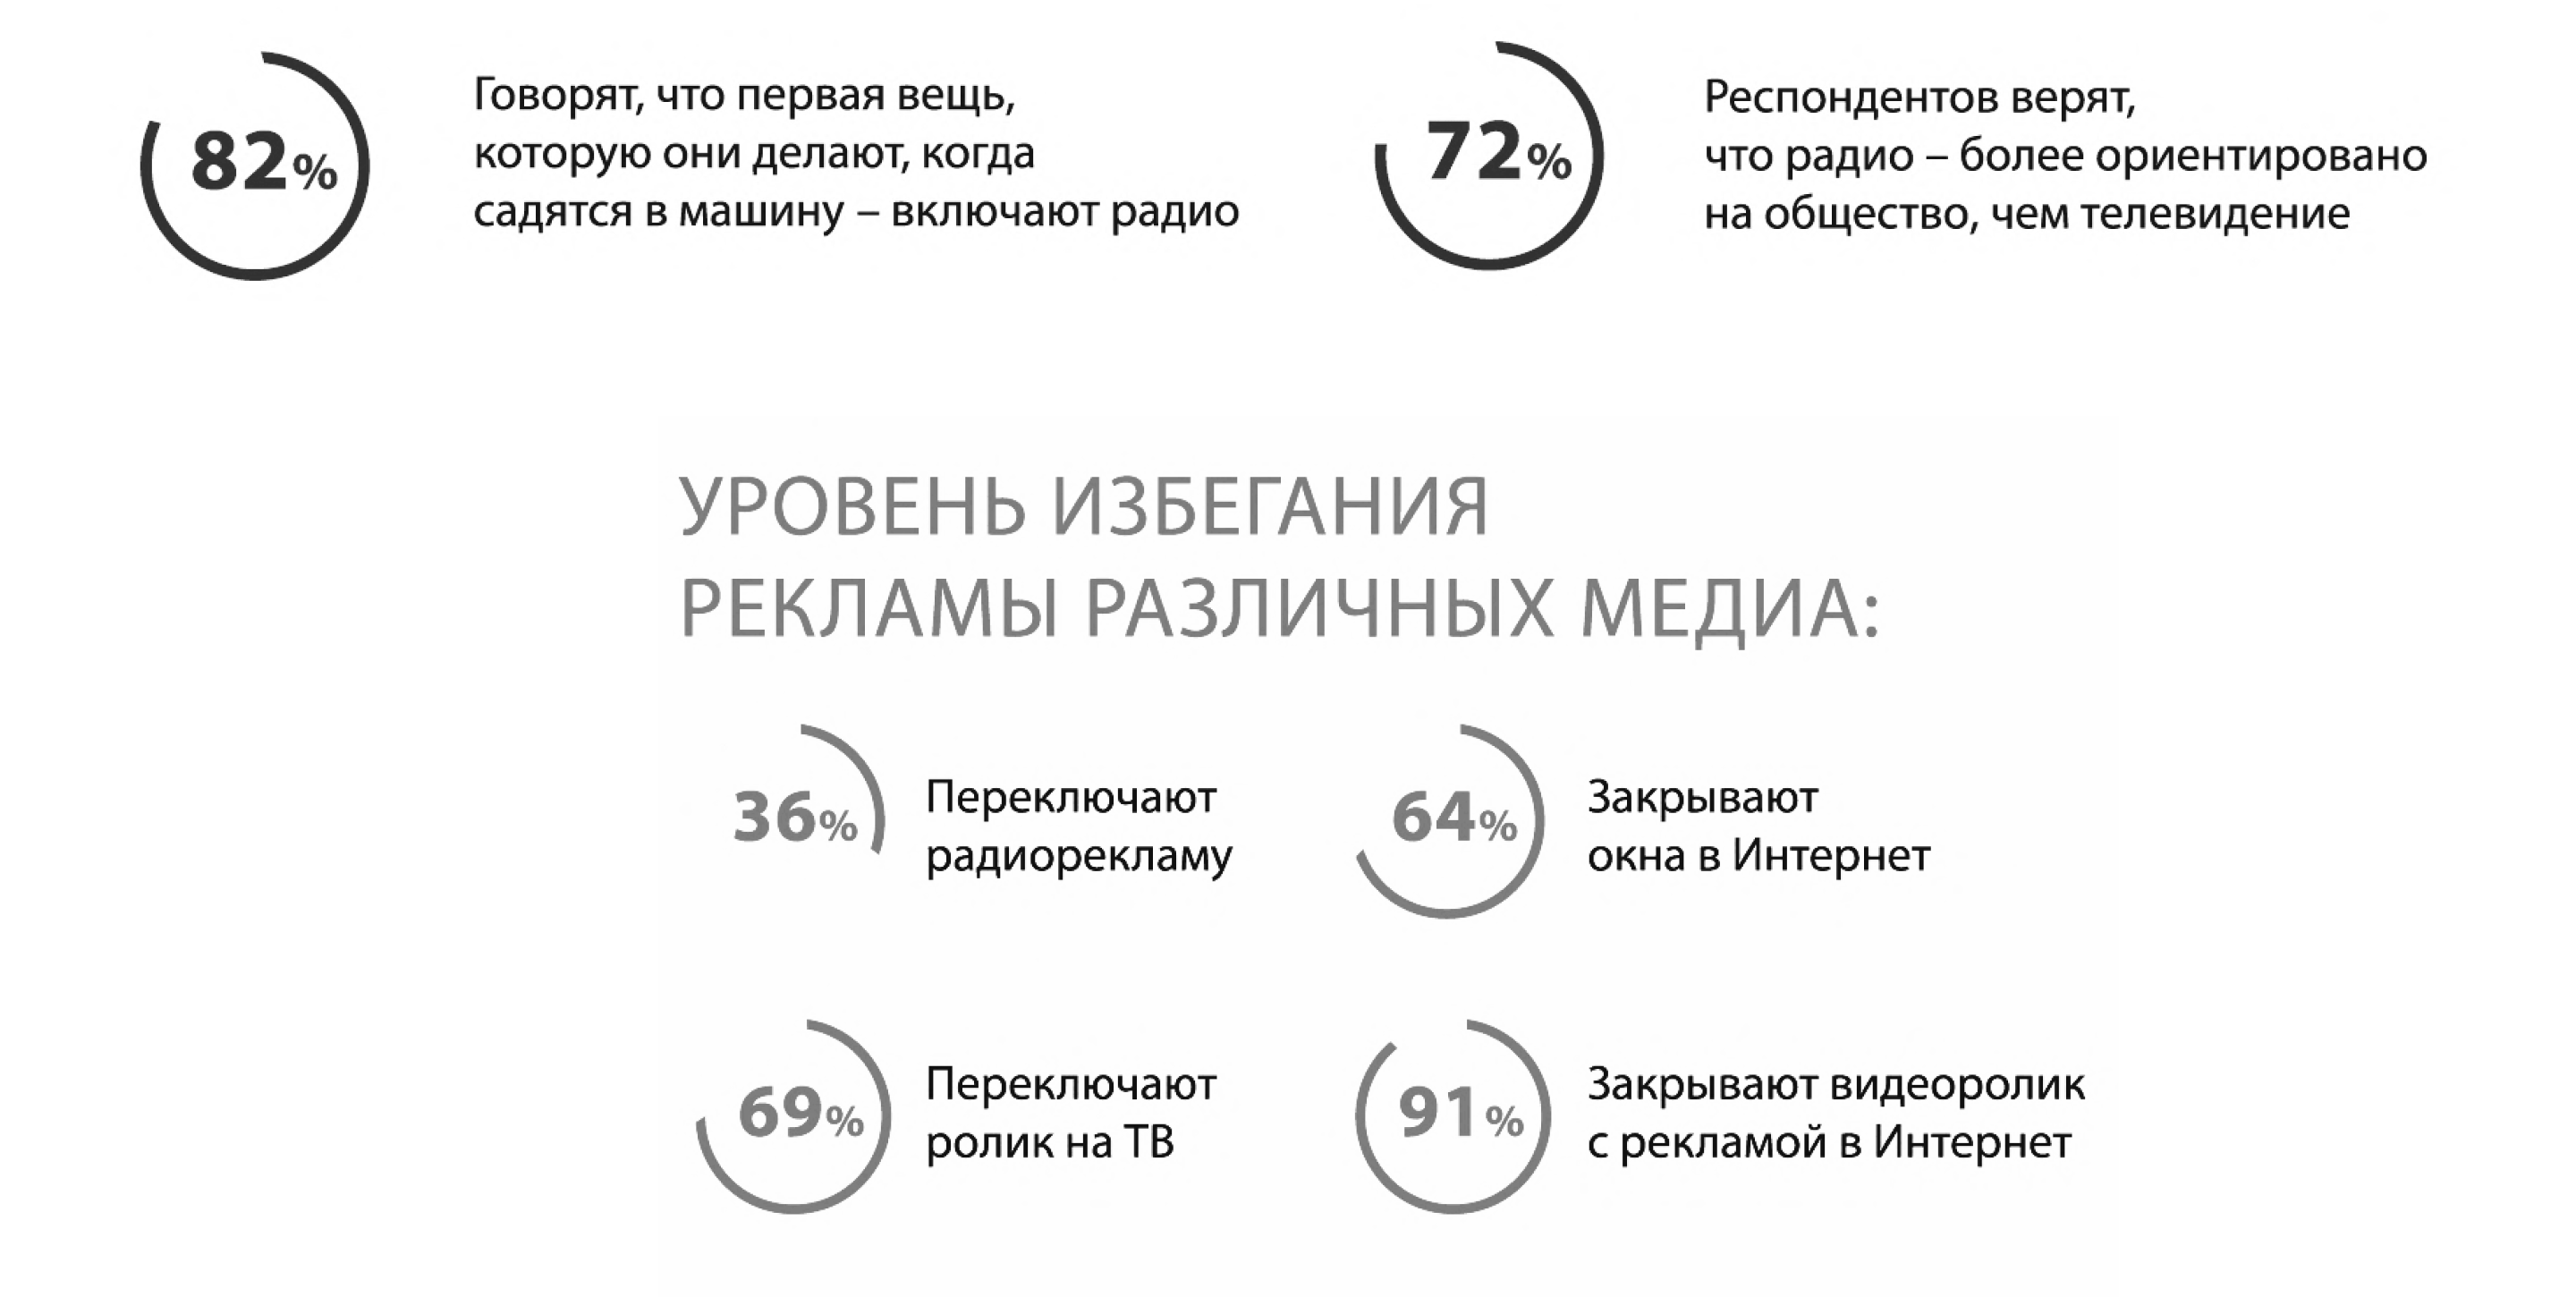 82%
Говорят, что первая вещь,
которую они делают, когда
садятся в машину – включают радио
72%
Респондентов верят,
что радио – более ориентировано
на общество, чем телевидение
УРОВЕНЬ ИЗБЕГАНИЯ
РЕКЛАМЫ РАЗЛИЧНЫХ МЕДИА:
36%
Переключают
радиорекламу
64%
Закрывают
окна в Интернет
69%
Переключают
ролик на ТВ
91%
Закрывают видеоролик
с рекламой в Интернет